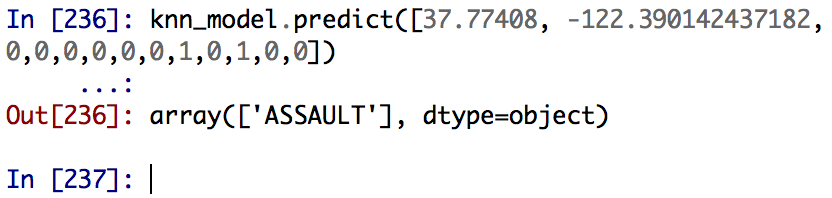 In [236]: knn_model.predict([37.77408, -122.390142437182,
0,0,0,0,0,0,1,0,1,0,0])
...:
Out[236]: array(['ASSAULT'], dtype=object)
In [237]: